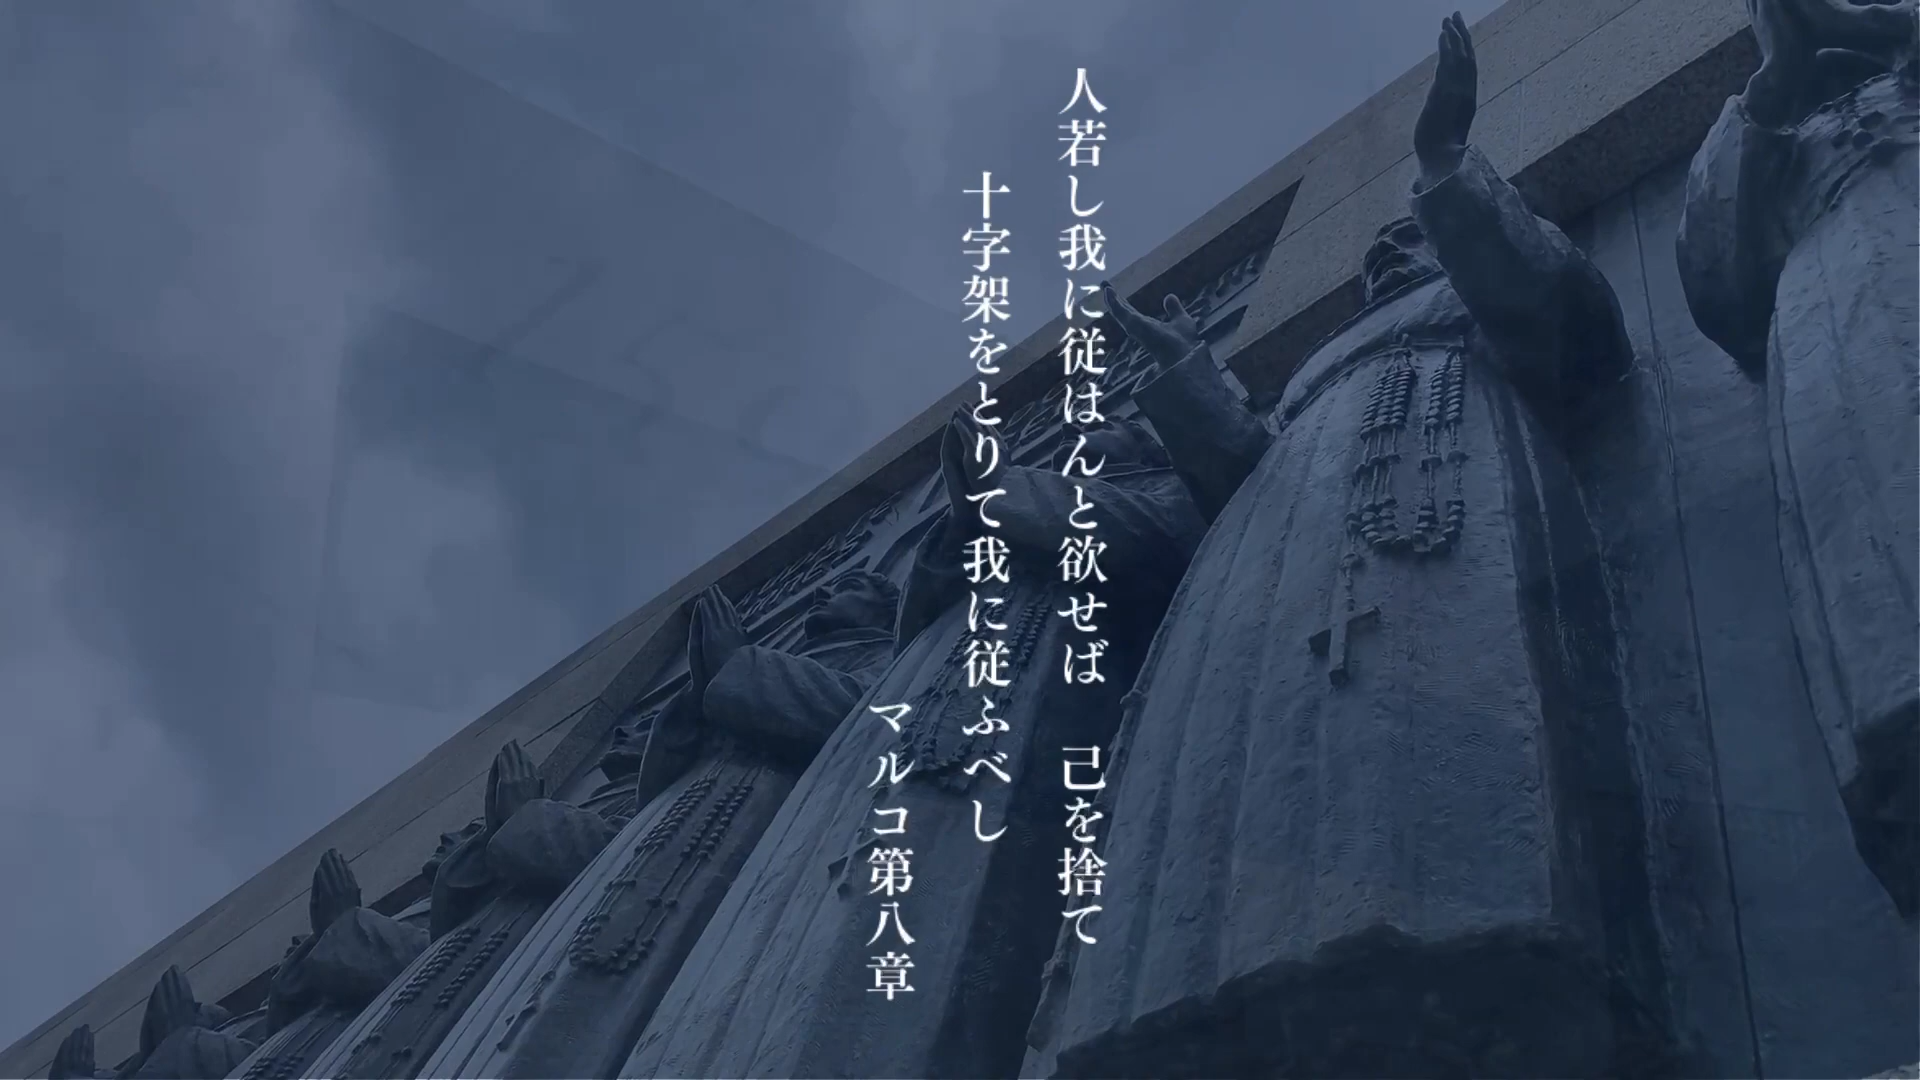 人若し我に従はんと欲せば　己を捨て
十字架をとりて我に従ふべし
マルコ第八章